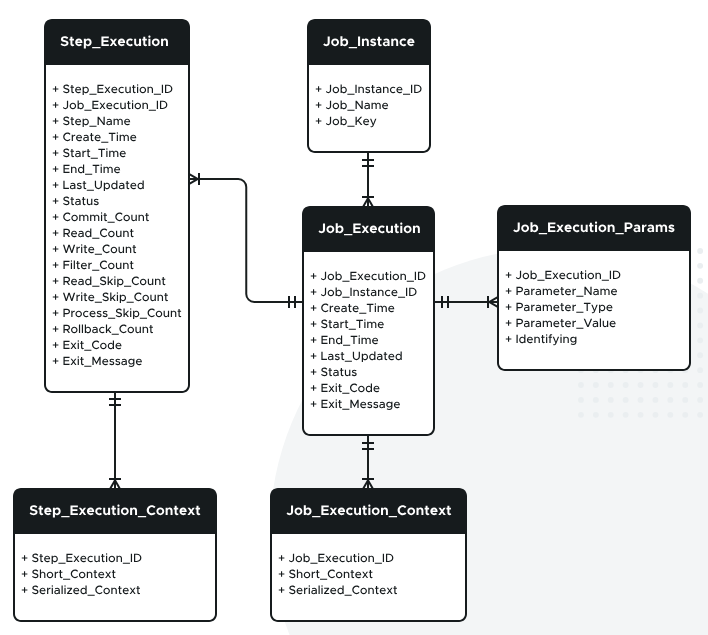 Step_Execution
+ Step_Execution_ID
+ Job_Execution_ID
+ Step_Name
+ Create_Time
+ Start_Time
+ End_Time
+ Last_Updated
+ Status
+ Commit_Count
+ Read_Count
+ Write_Count
+ Filter_Count
+ Read_Skip_Count
+ Write_Skip_Count
+ Process_Skip_Count
+ Rollback_Count
+ Exit_Code
+ Exit_Message
Job_Instance
+ Job_Instance_ID
+ Job_Name
+ Job_Key
Job_Execution
+ Job_Execution_ID
+ Job_Instance_ID
+ Create_Time
+ Start_Time
+ End_Time
+ Last_Updated
+ Status
+ Exit_Code
+ Exit_Message
Job_Execution_Params
+ Job_Execution_ID
+ Parameter_Name
+ Parameter_Type
+ Parameter_Value
+ Identifying
Step_Execution_Context
+ Step_Execution_ID
+ Short_Context
+ Serialized_Context
Job_Execution_Context
+ Job_Execution_ID
+ Short_Context
+ Serialized_Context